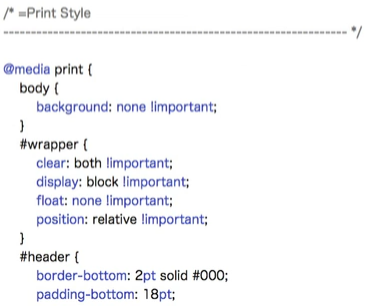 /* =Print Style
-------------------------------------------------------------- */
@media print {
body {
background: none !important;
}
#wrapper {
clear: both !important;
display: block !important;
float: none !important;
position: relative !important;
}
#header {
border-bottom: 2pt solid #000;
padding-bottom: 18pt;